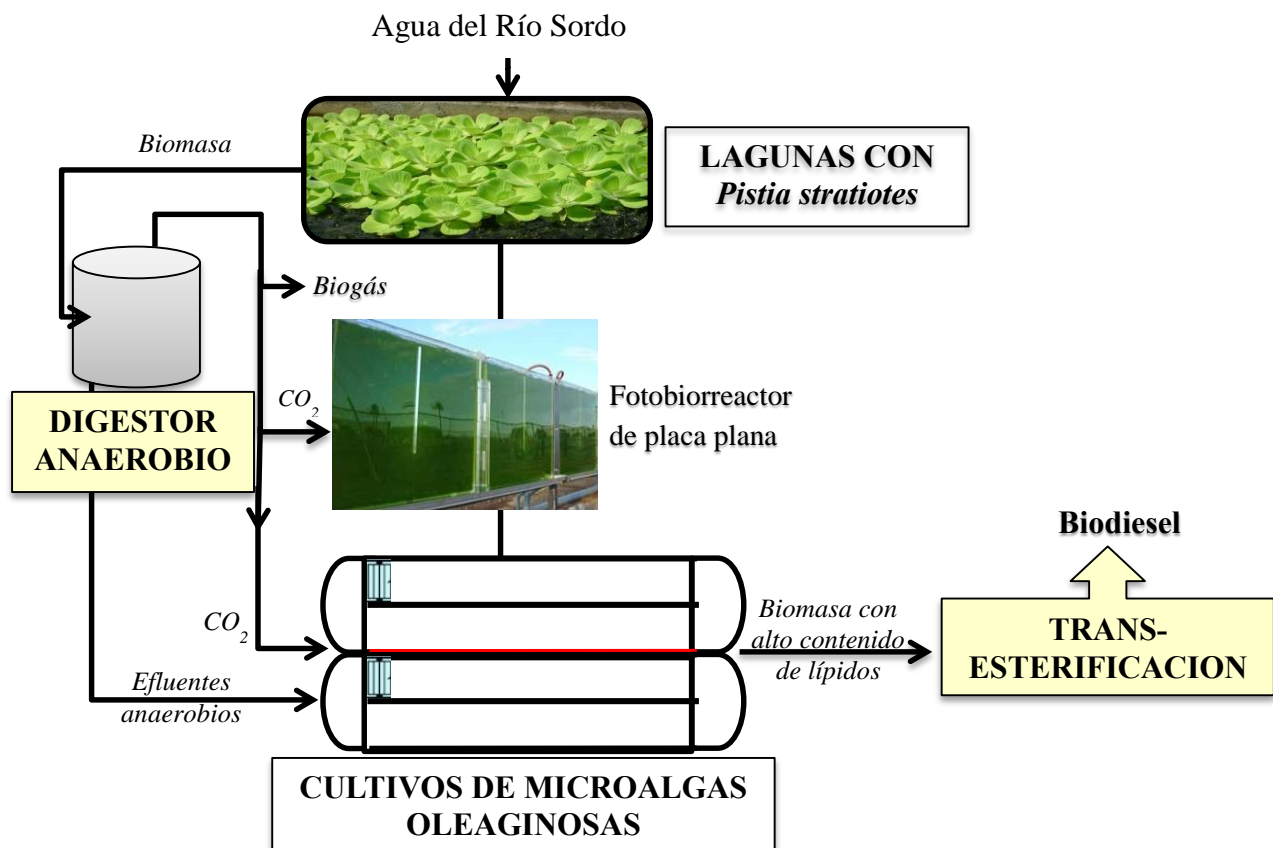 Agua del Río Sordo
Biomasa
LAGUNAS CON
Pistia stratiotes
Biogás
CO2
Fotobiorreactor
de placa plana
DIGESTOR
ANAEROBIO
Biodiesel
CO2
Biomasa con
alto contenido
de lípidos
TRANS-
ESTERIFICACION
Efluentes
anaerobios
CULTIVOS DE MICROALGAS
OLEAGINOSAS